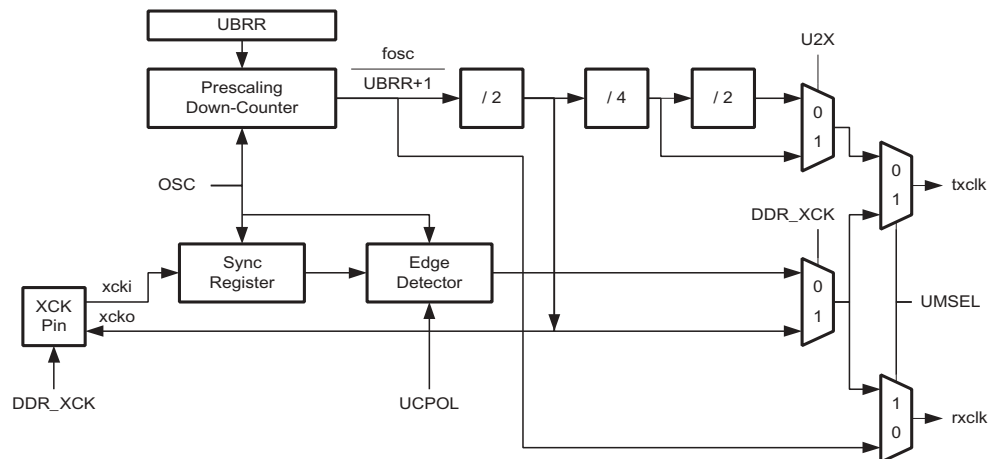 UBRR
fosc
U2X
Prescaling
Down-Counter
UBRR+1
/ 2
/ 4
/ 2
0
1
OSC
0
1
txclk
DDR_XCK
Sync
Register
Edge
Detector
xcki
0
1
UMSEL
XCK
Pin
xcko
DDR_XCK
UCPOL
1
0
rxclk